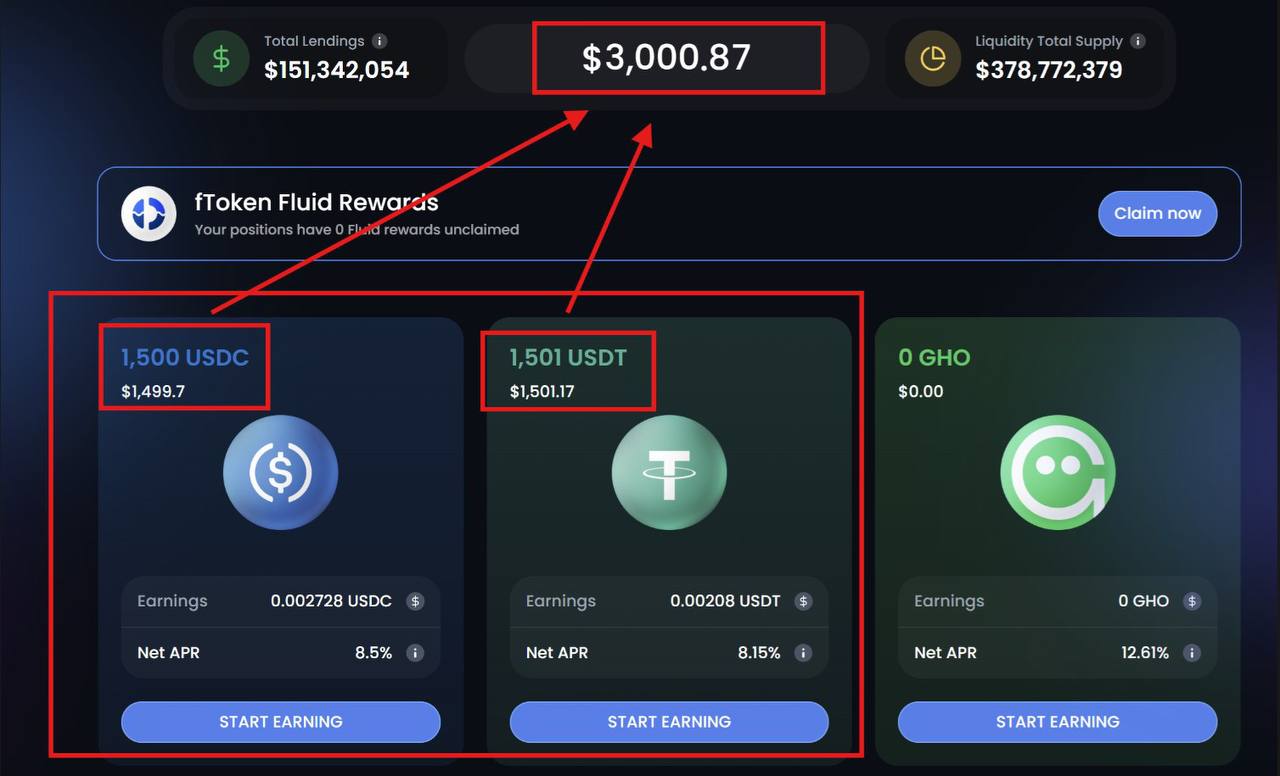 Total Lendings
$151,342,054
$3,000.87
Liquidity Total Supply
$378,772,379
fToken Fluid Rewards
Your positions have 0 Fluid rewards unclaimed
Claim now
1,500 USDC
$1,499.7
Earnings 0.002728 USDC
Net APR 8.5%
START EARNING
1,501 USDT
$1,501.17
Earnings 0.00208 USDT
Net APR 8.15%
START EARNING
0 GHO
$0.00
Earnings 0 GHO
Net APR 12.61%
START EARNING